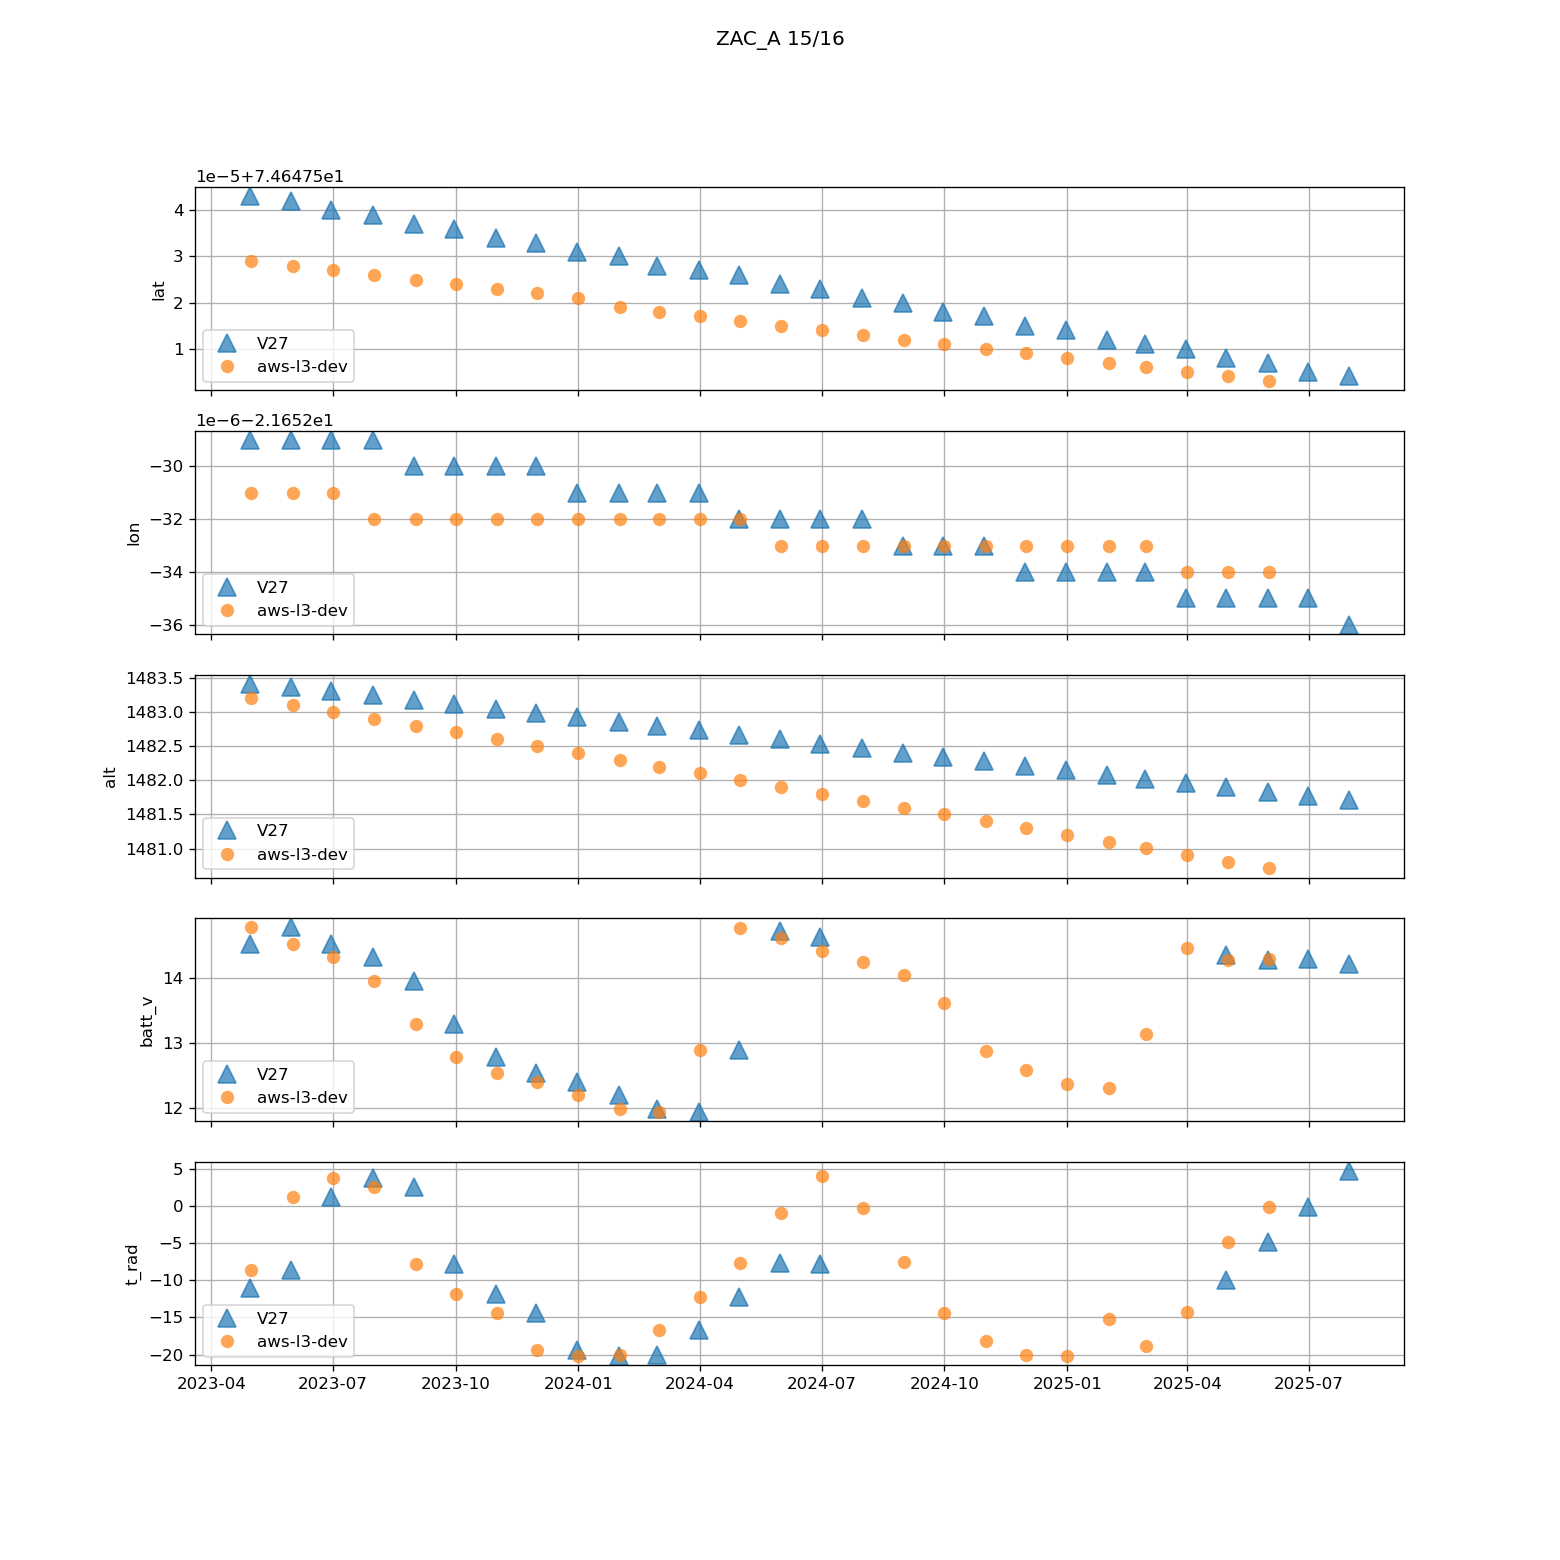 ZAC_A 15/16
1e−5+7.46475e1
4
3
2
1
lat
V27
aws-l3-dev
1e−6−2.1652e1
−30
−32
−34
−36
lon
V27
aws-l3-dev
1483.5
1483.0
1482.5
1482.0
1481.5
1481.0
alt
V27
aws-l3-dev
14
13
12
batt_v
V27
aws-l3-dev
5
0
−5
−10
−15
−20
t_rad
V27
aws-l3-dev
2023-04 2023-07 2023-10 2024-01 2024-04 2024-07 2024-10 2025-01 2025-04 2025-07